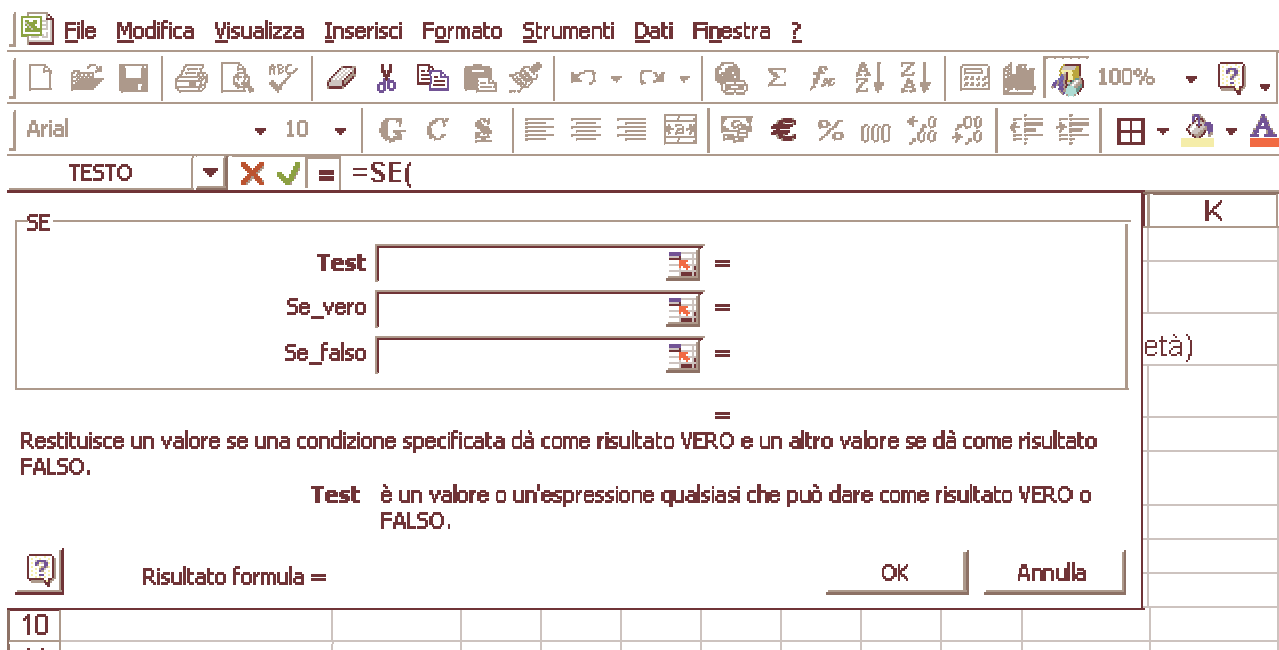 File Modifica Visualizza Inserisci Formato Strumenti Dati Finestra ?
ABC Σ fx A Z Z A 100% ?
Arial 10 G C S € % 000 A
TESTO = =SE(
K
SE
Test =
Se_vero =
Se_falso =
età)
=
Restituisce un valore se una condizione specificata dà come risultato VERO e un altro valore se dà come risultato
FALSO.
Test è un valore o un'espressione qualsiasi che può dare come risultato VERO o
FALSO.
? Risultato formula = OK Annulla
10